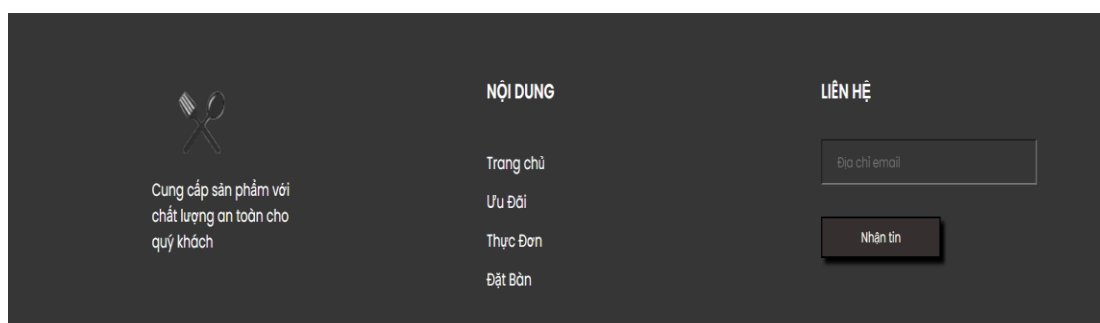 Cung cấp sản phẩm với
chất lượng an toàn cho
quý khách
NỘI DUNG
Trang chủ
Ưu Đãi
Thực Đơn
Đặt Bàn
LIÊN HỆ
Địa chỉ email
Nhận tin